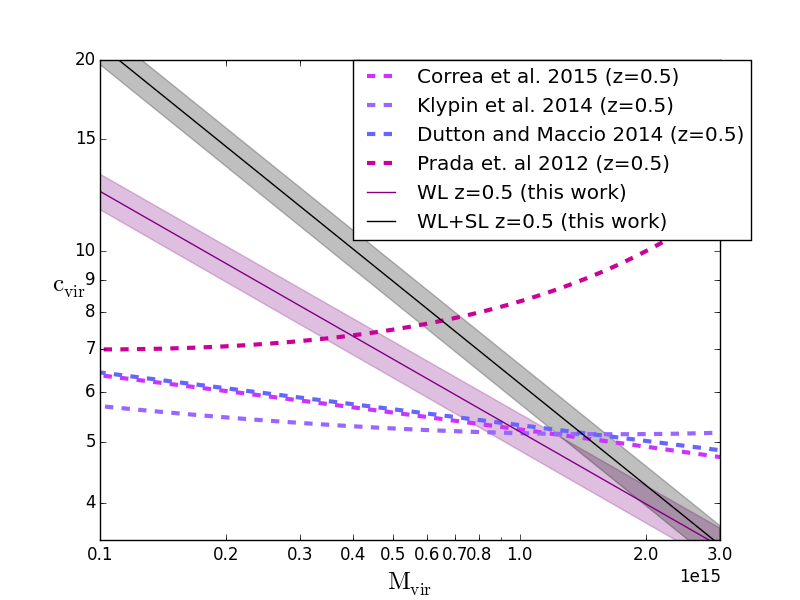 20
15
10
9
8
7
6
5
4
c_vir
Correa et al. 2015 (z=0.5)
Klypin et al. 2014 (z=0.5)
Dutton and Maccio 2014 (z=0.5)
Prada et. al 2012 (z=0.5)
WL z=0.5 (this work)
WL+SL z=0.5 (this work)
0.1 0.2 0.3 0.4 0.5 0.6 0.7 0.8 1.0 2.0 3.0
1e15
M_vir